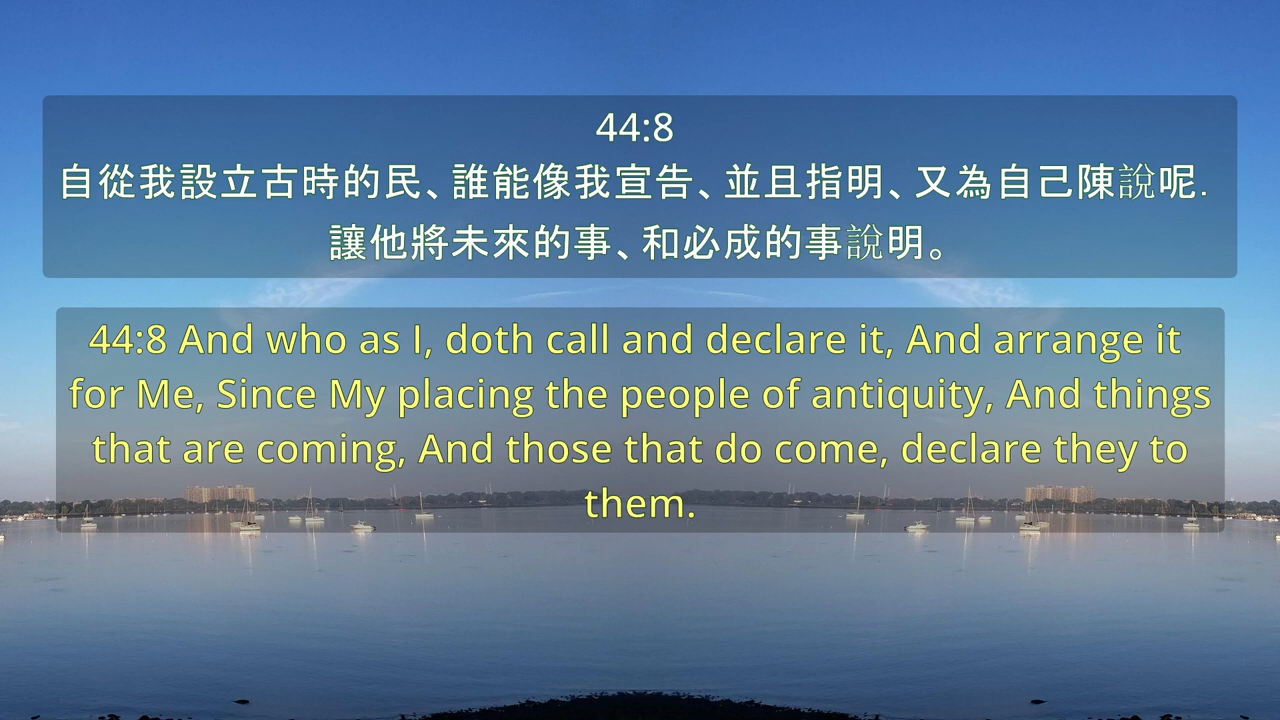 44:8
自從我設立古時的民、誰能像我宣告、並且指明、又為自己陳說呢.
讓他將未來的事、和必成的事說明。
44:8 And who as I, doth call and declare it, And arrange it
for Me, Since My placing the people of antiquity, And things
that are coming, And those that do come, declare they to
them.